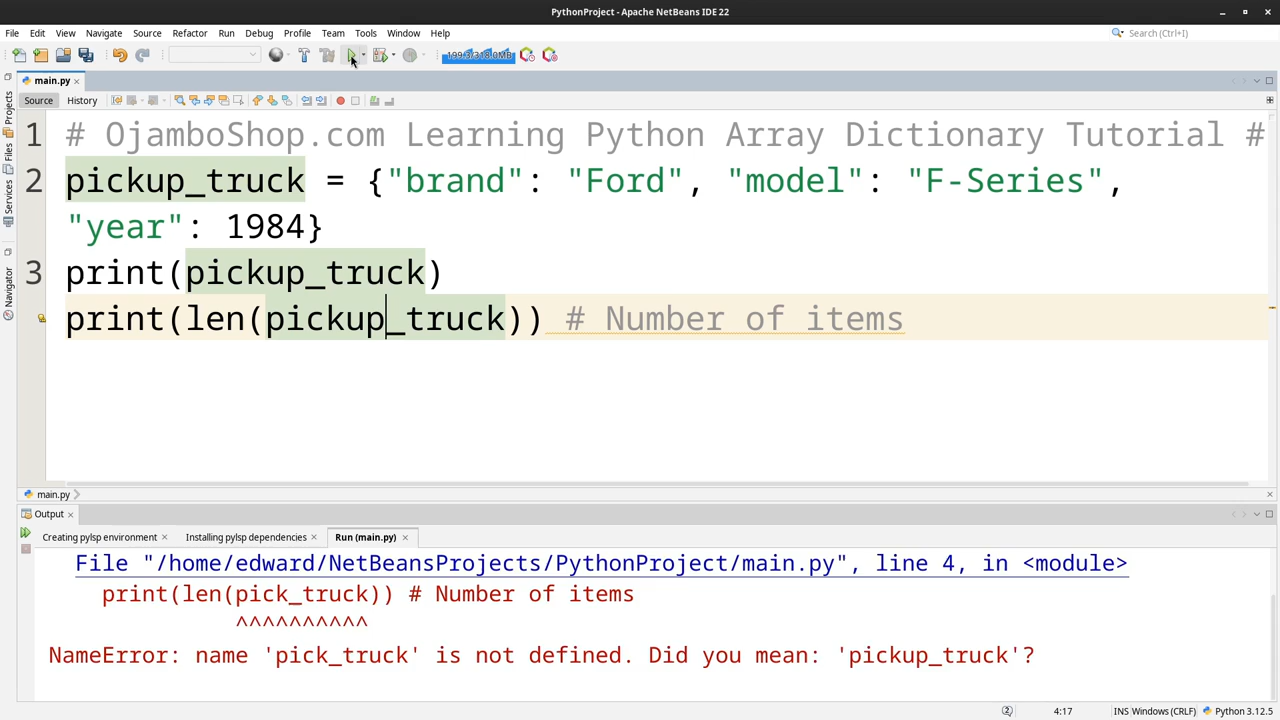 PythonProject - Apache NetBeans IDE 22
File Edit View Navigate Source Refactor Run Debug Profile Team Tools Window Help
Search (Ctrl+I)
main.py
Source History
Projects
Files
Services
Navigator
1 # OjamboShop.com Learning Python Array Dictionary Tutorial #
2 pickup_truck = {"brand": "Ford", "model": "F-Series",
"year": 1984}
3 print(pickup_truck)
print(len(pickup_truck)) # Number of items
main.py
Output
Creating pylsp environment Installing pylsp dependencies Run (main.py)
File "/home/edward/NetBeansProjects/PythonProject/main.py", line 4, in <module>
print(len(pick_truck)) # Number of items
^^^^^^^^^^
NameError: name 'pick_truck' is not defined. Did you mean: 'pickup_truck'?
2 4:17 INS Windows (CRLF) Python 3.12.5